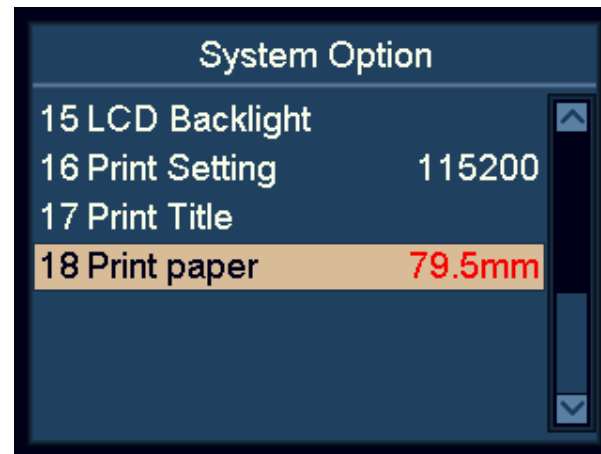 System Option
15 LCD Backlight
16 Print Setting 115200
17 Print Title
18 Print paper 79.5mm